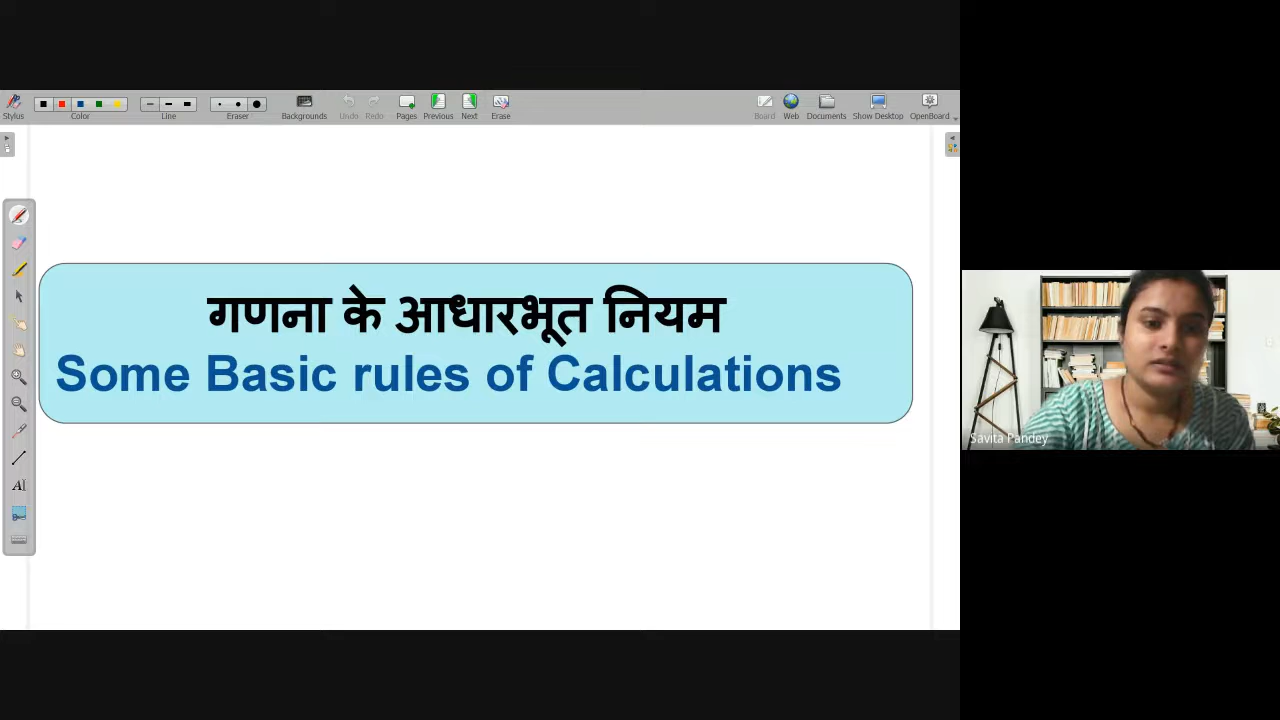 Stylus
Color
Line
Eraser
Backgrounds
Undo
Redo
Pages
Previous
Next
Erase
Board
Web
Documents
Show Desktop
OpenBoard
गणना के आधारभूत नियम
Some Basic rules of Calculations
Savita Pandey